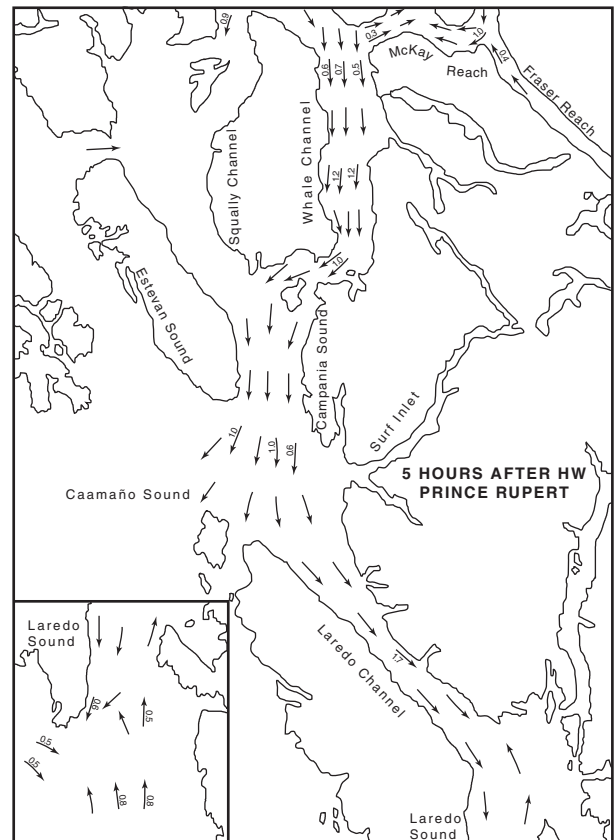 0.9
0.3
1.0
McKay
Reach
0.4
Fraser Reach
0.6
0.7
0.5
Squally Channel
Whale Channel
1.2
1.2
1.0
Estevan Sound
Campania Sound
Surf Inlet
1.0
1.0
0.6
5 HOURS AFTER HW
PRINCE RUPERT
Caamaño Sound
Laredo Channel
1.7
Laredo
Sound
0.6
0.5
0.5
0.5
0.8
0.8
Laredo
Sound